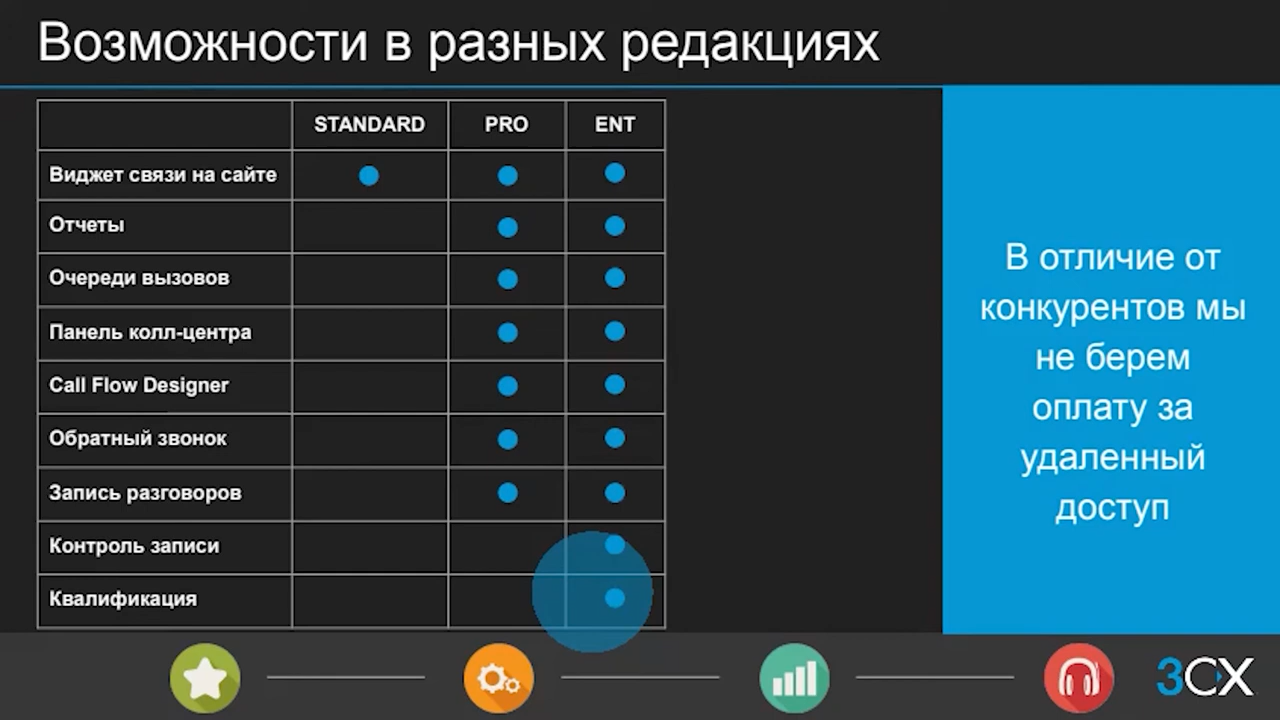 Возможности в разных редакциях
STANDARD PRO ENT
Виджет связи на сайте
Отчеты
Очереди вызовов
Панель колл-центра
Call Flow Designer
Обратный звонок
Запись разговоров
Контроль записи
Квалификация
В отличие от
конкурентов мы
не берем
оплату за
удаленный
доступ
3CX